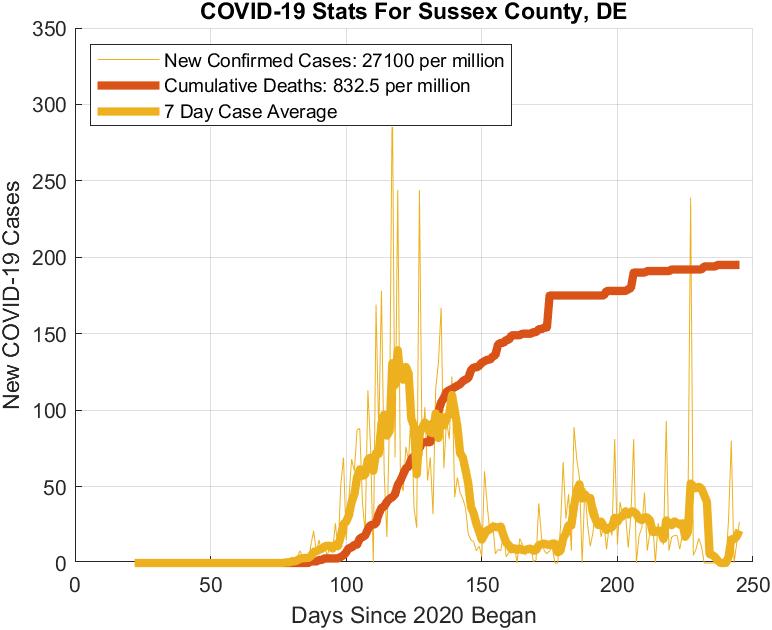 COVID-19 Stats For Sussex County, DE
New Confirmed Cases: 27100 per million
Cumulative Deaths: 832.5 per million
7 Day Case Average
New COVID-19 Cases
350
300
250
200
150
100
50
0
0 50 100 150 200 250
Days Since 2020 Began